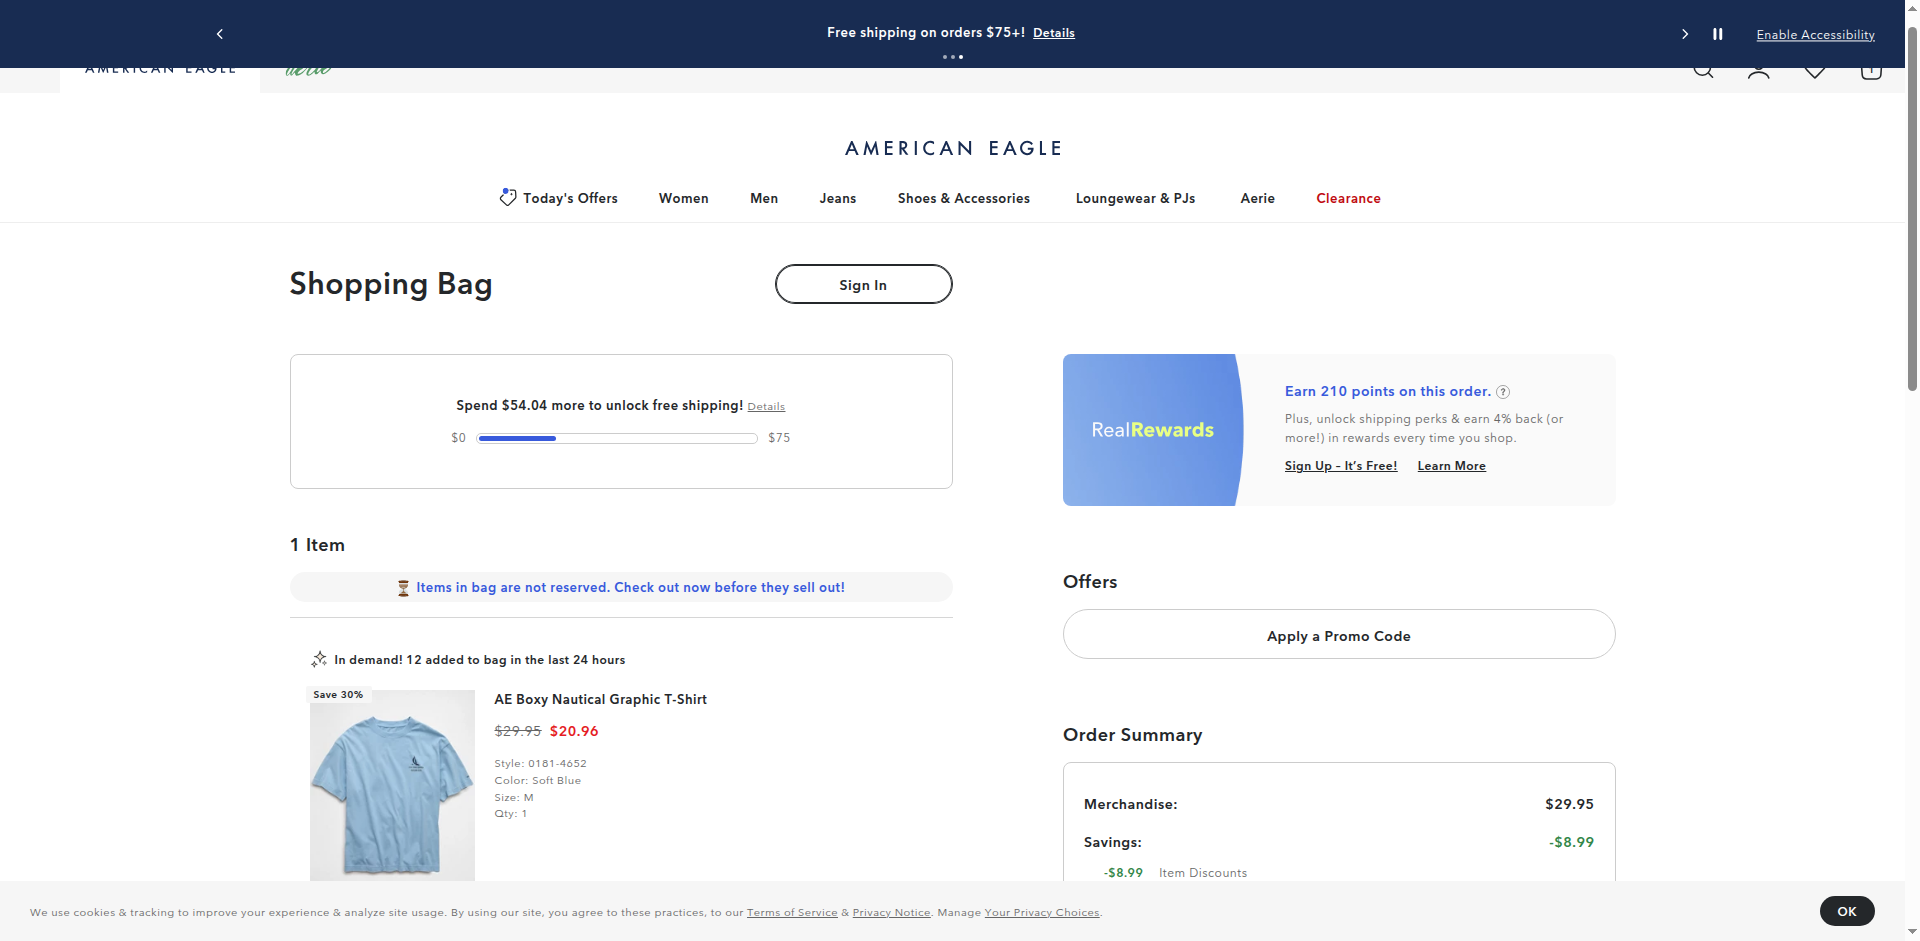 Free shipping on orders $75+! Details
Enable Accessibility
AMERICAN EAGLE
aerie
1
AMERICAN EAGLE
Today's Offers
Women
Men
Jeans
Shoes & Accessories
Loungewear & PJs
Aerie
Clearance
Shopping Bag
Sign In
Spend $54.04 more to unlock free shipping! Details
$0
$75
RealRewards
Earn 210 points on this order. ?
Plus, unlock shipping perks & earn 4% back (or
more!) in rewards every time you shop.
Sign Up – It's Free!
Learn More
1 Item
Items in bag are not reserved. Check out now before they sell out!
In demand! 12 added to bag in the last 24 hours
Save 30%
AE Boxy Nautical Graphic T-Shirt
$29.95 $20.96
Style: 0181-4652
Color: Soft Blue
Size: M
Qty: 1
Offers
Apply a Promo Code
Order Summary
Merchandise: $29.95
Savings: -$8.99
-$8.99 Item Discounts
We use cookies & tracking to improve your experience & analyze site usage. By using our site, you agree to these practices, to our Terms of Service & Privacy Notice. Manage Your Privacy Choices.
OK